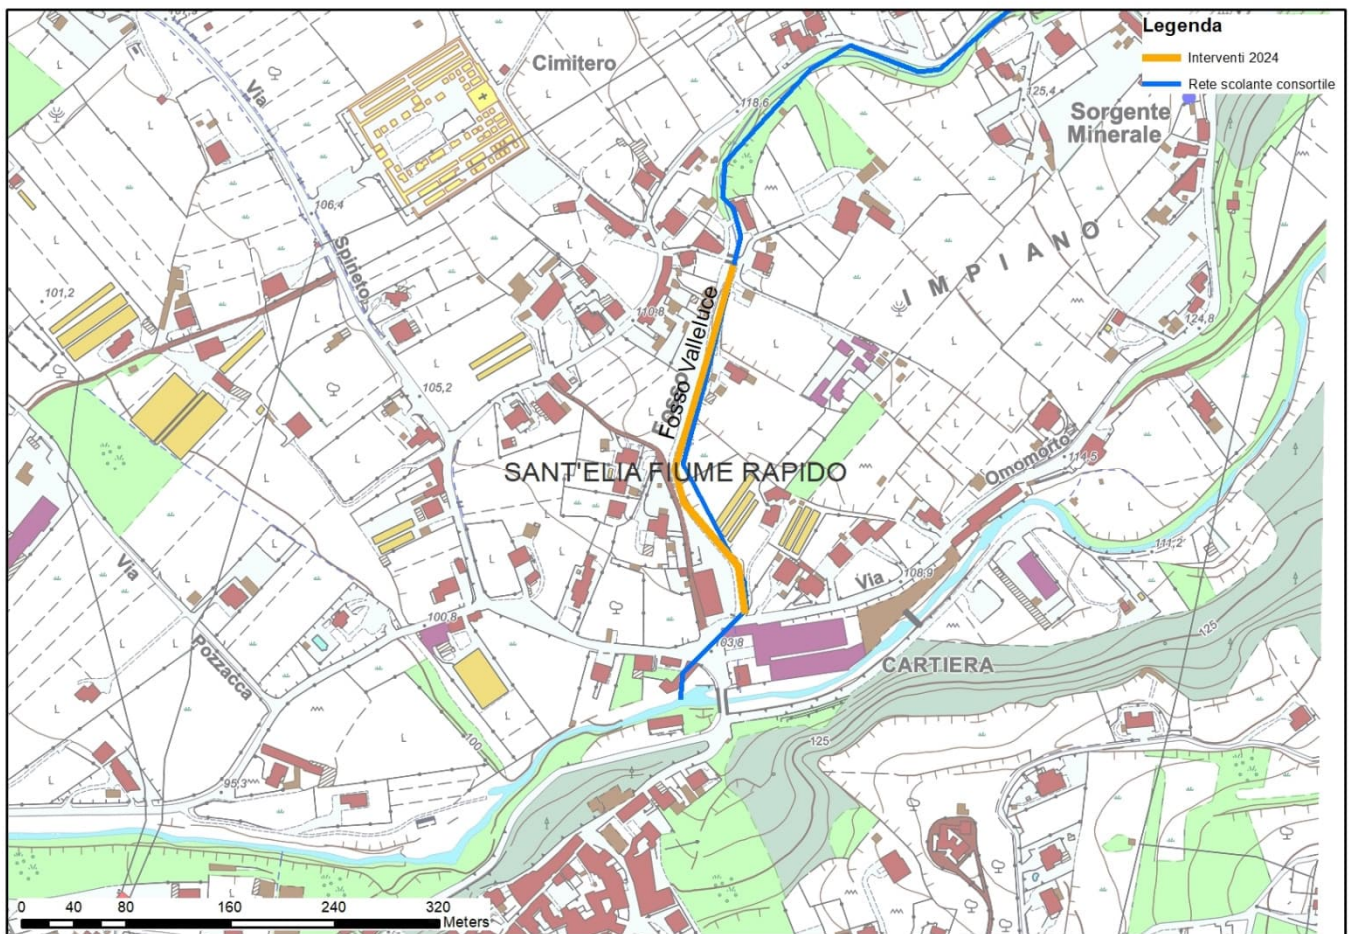 Legenda
Interventi 2024
Rete scolante consortile
Via
Cimitero
118,6
125,4
Sorgente
Minerale
106,4
Spineto
IMPIANO
101,2
110,8
124,8
Fosso Valleluce
105,2
Omomorto
114,5
SANT'ELIA FIUME RAPIDO
111,2
Via
Via
108,9
100,8
103,8
125
Pozzacca
CARTIERA
100
125
95,3
0 40 80 160 240 320
Meters